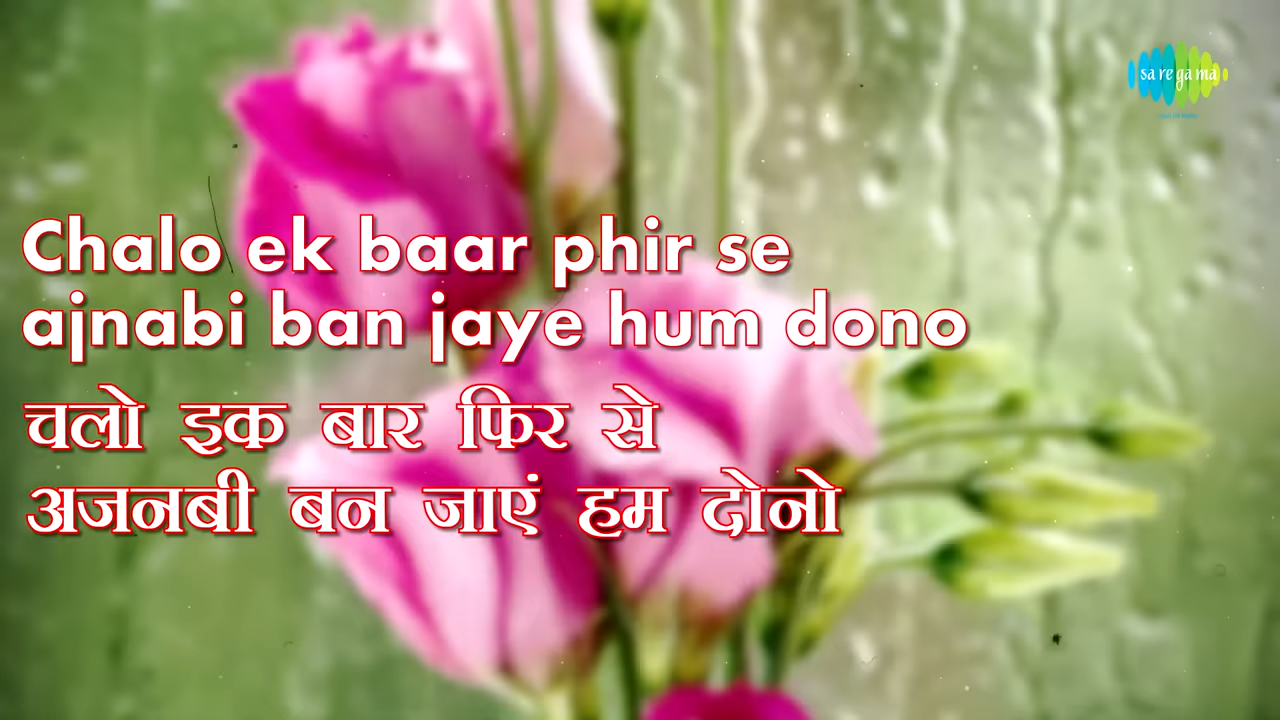 sa re ga ma
Chalo ek baar phir se
ajnabi ban jaye hum dono
चलो इक बार फिर से
अजनबी बन जाएं हम दोनो